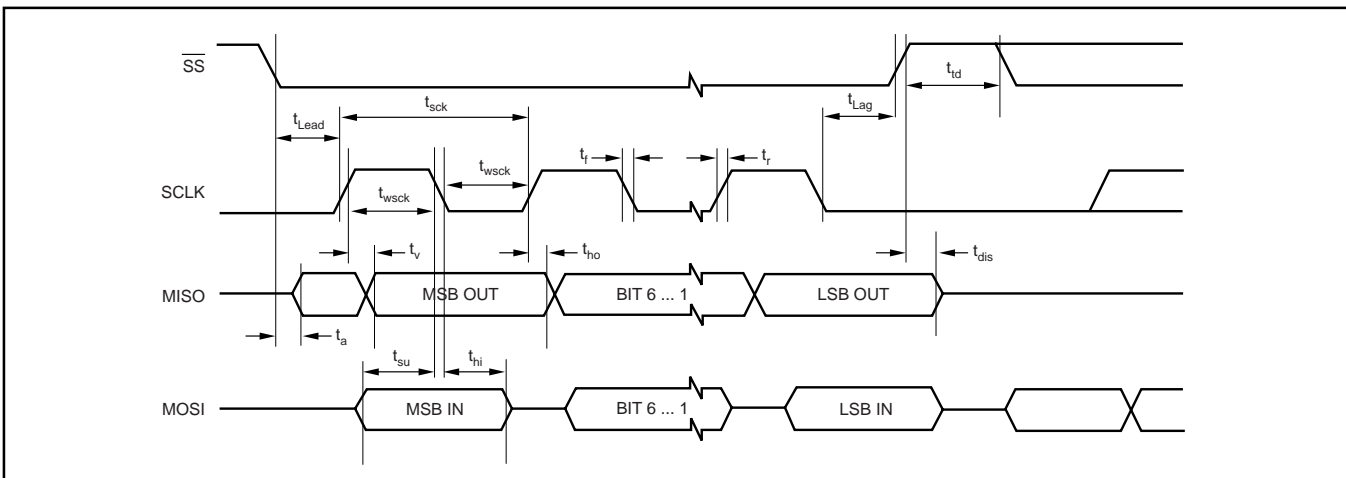 SS
t_td
t_sck
t_Lag
t_Lead
t_f
t_r
t_wsck
SCLK
t_wsck
t_v
t_ho
t_dis
MISO
MSB OUT
BIT 6 ... 1
LSB OUT
t_a
t_su
t_hi
MOSI
MSB IN
BIT 6 ... 1
LSB IN